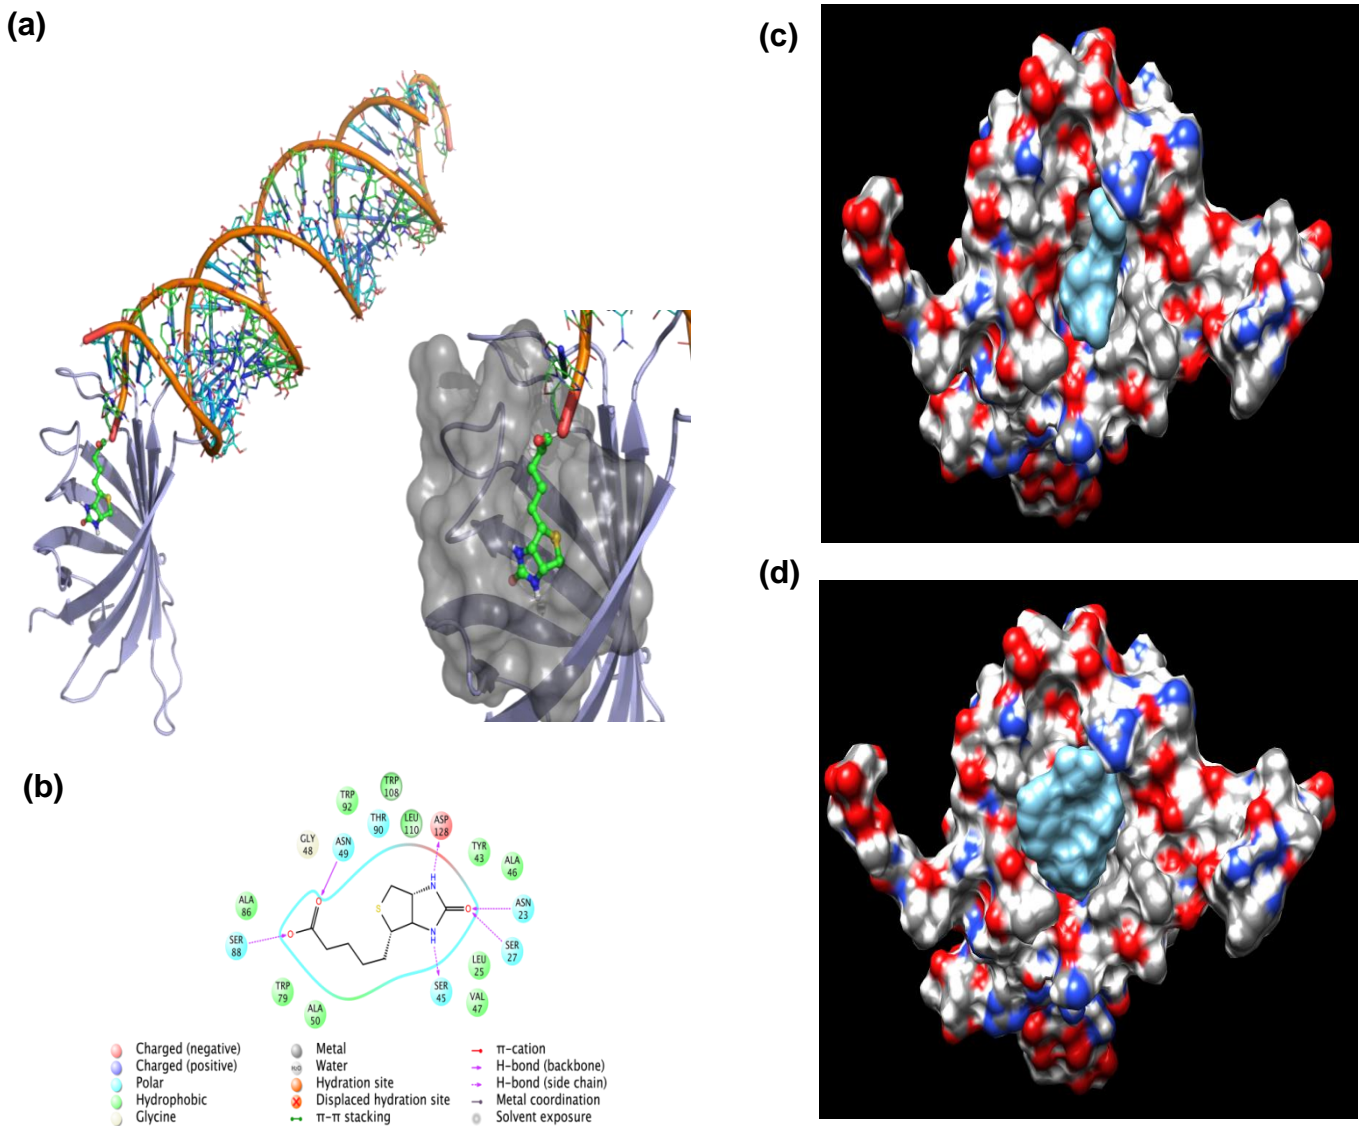 (a)
(c)
(d)
(b)
TRP
108
TRP
92
THR
90
LEU
110
ASP
128
GLY
48
ASN
49
TYR
43
ALA
46
H
N
ALA
86
O
S
O
ASN
23
SER
88
O
N
H
SER
27
LEU
25
TRP
79
SER
45
VAL
47
ALA
50
Charged (negative) Metal π-cation
Charged (positive) H₂O Water H-bond (backbone)
Polar Hydration site H-bond (side chain)
Hydrophobic Displaced hydration site Metal coordination
Glycine π-π stacking Solvent exposure